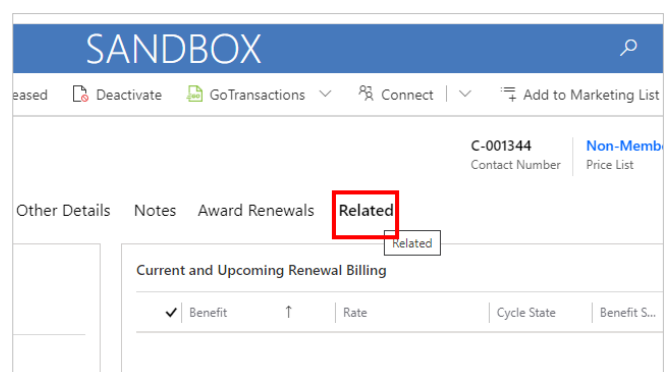 SANDBOX
eased Deactivate GoTransactions Connect Add to Marketing List
C-001344 Non-Memb
Contact Number Price List
Other Details Notes Award Renewals Related
Related
Current and Upcoming Renewal Billing
Benefit ↑ Rate Cycle State Benefit S...